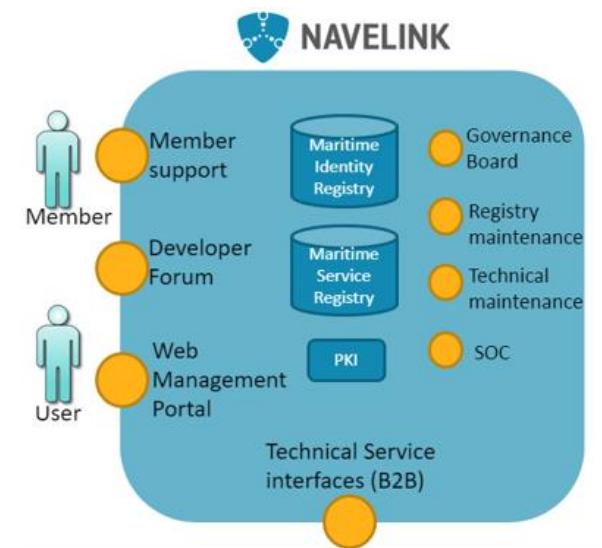 NAVELINK
Member
support
Member
Developer
Forum
Web
Management
Portal
User
Maritime
Identity
Registry
Maritime
Service
Registry
PKI
Governance
Board
Registry
maintenance
Technical
maintenance
SOC
Technical Service
interfaces (B2B)